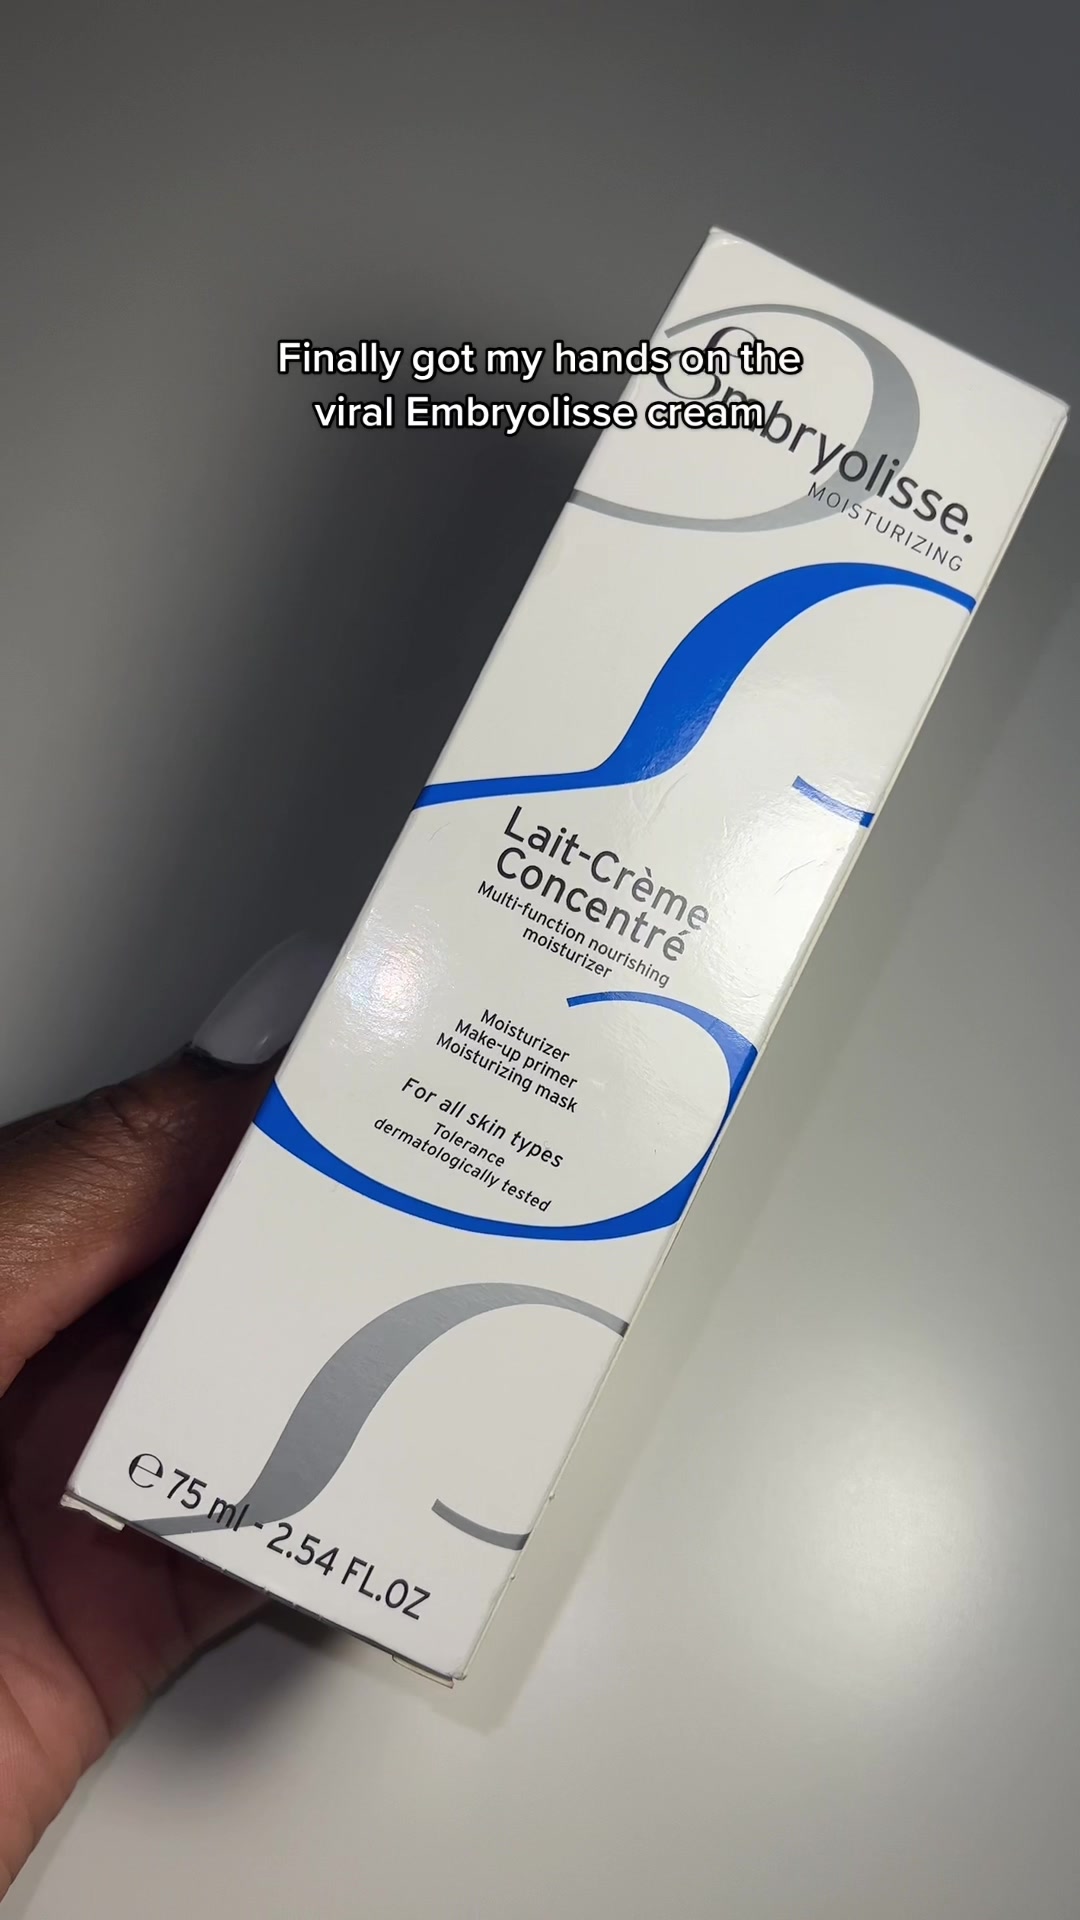 Finally got my hands on the
viral Embryolisse cream
Embryolisse.
MOISTURIZING
Lait-Crème
Concentré
Multi-function nourishing
moisturizer
Moisturizer
Make-up primer
Moisturizing mask
For all skin types
Tolerance
dermatologically tested
℮ 75 ml - 2.54 FL.OZ